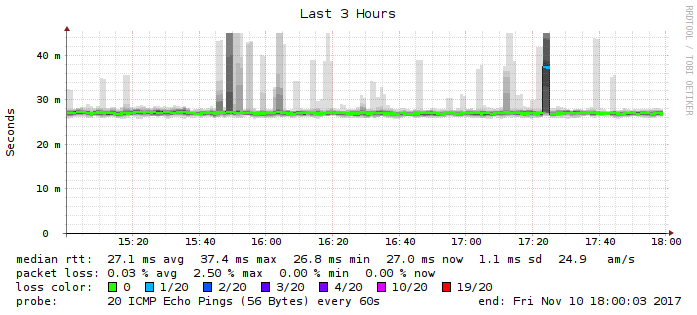 Last 3 Hours
RRDTOOL / TOBI OETIKER
Seconds
40 m
30 m
20 m
10 m
0
15:20 15:40 16:00 16:20 16:40 17:00 17:20 17:40 18:00
median rtt: 27.1 ms avg 37.4 ms max 26.8 ms min 27.0 ms now 1.1 ms sd 24.9 am/s
packet loss: 0.03 % avg 2.50 % max 0.00 % min 0.00 % now
loss color: 0 1/20 2/20 3/20 4/20 10/20 19/20
probe: 20 ICMP Echo Pings (56 Bytes) every 60s end: Fri Nov 10 18:00:03 2017